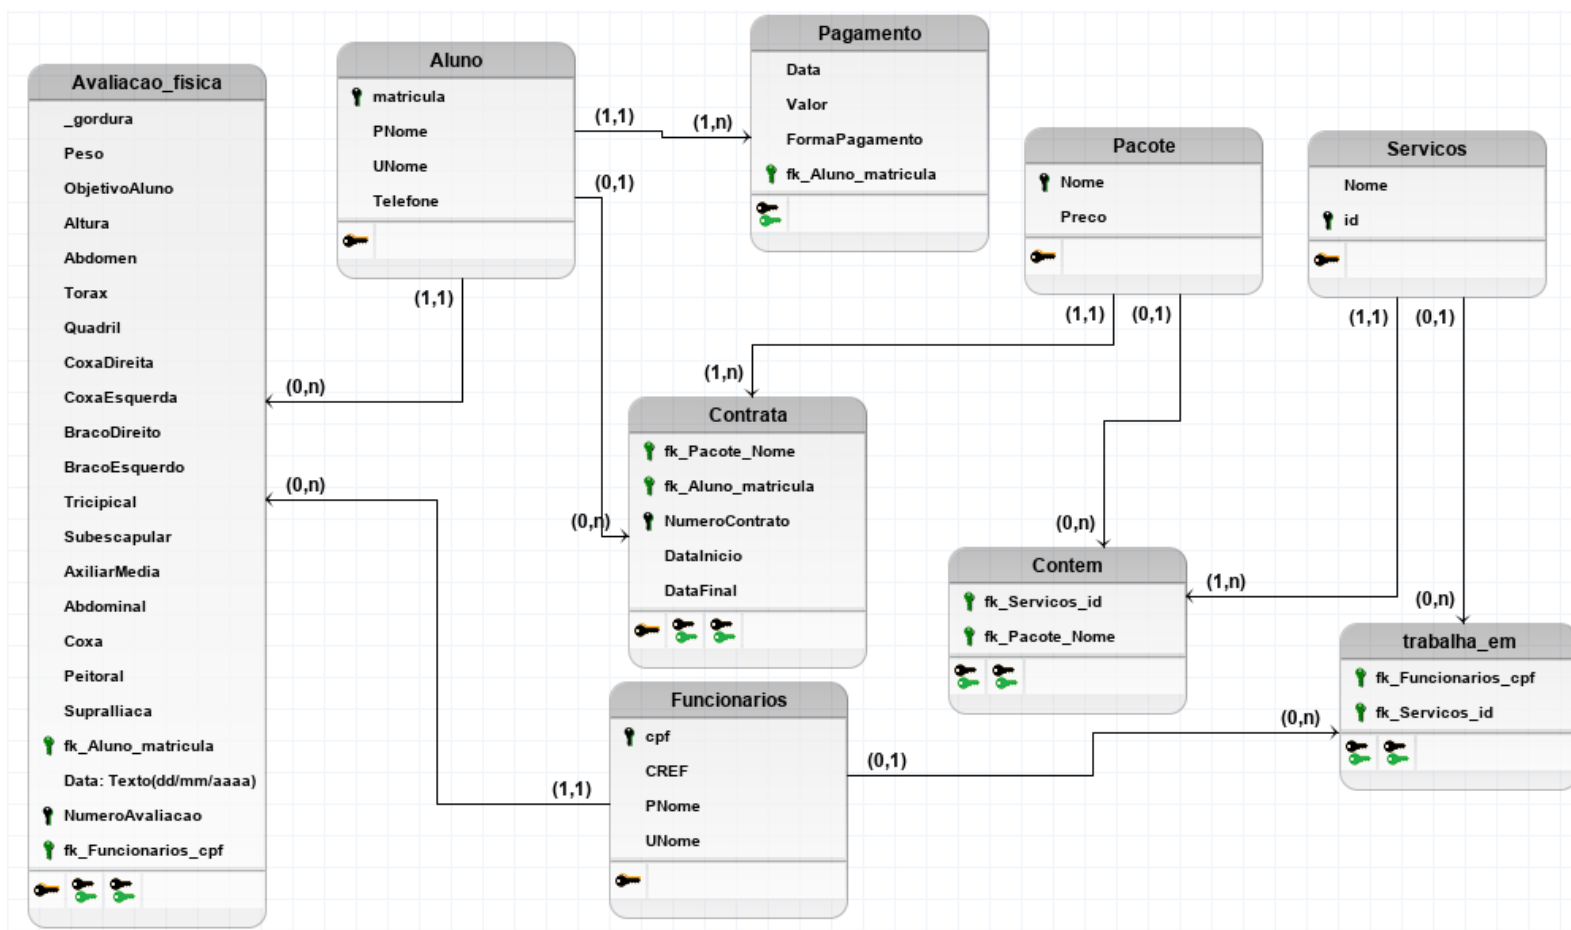 Avaliacao_fisica
_gordura
Peso
ObjetivoAluno
Altura
Abdomen
Torax
Quadril
CoxaDireita
CoxaEsquerda
BracoDireito
BracoEsquerdo
Tricipical
Subescapular
AxiliarMedia
Abdominal
Coxa
Peitoral
SupraIliaca
fk_Aluno_matricula
Data: Texto(dd/mm/aaaa)
NumeroAvaliacao
fk_Funcionarios_cpf
Aluno
matricula
PNome
UNome
Telefone
(1,1)
(1,n)
(0,1)
(1,1)
(0,n)
(0,n)
Pagamento
Data
Valor
FormaPagamento
fk_Aluno_matricula
Pacote
Nome
Preco
(1,1)
(0,1)
Servicos
Nome
id
(1,1)
(0,1)
(1,n)
(0,n)
Contrata
fk_Pacote_Nome
fk_Aluno_matricula
NumeroContrato
DataInicio
DataFinal
(0,n)
Contem
fk_Servicos_id
fk_Pacote_Nome
(1,n)
(0,n)
trabalha_em
fk_Funcionarios_cpf
fk_Servicos_id
Funcionarios
cpf
CREF
PNome
UNome
(1,1)
(0,1)
(0,n)